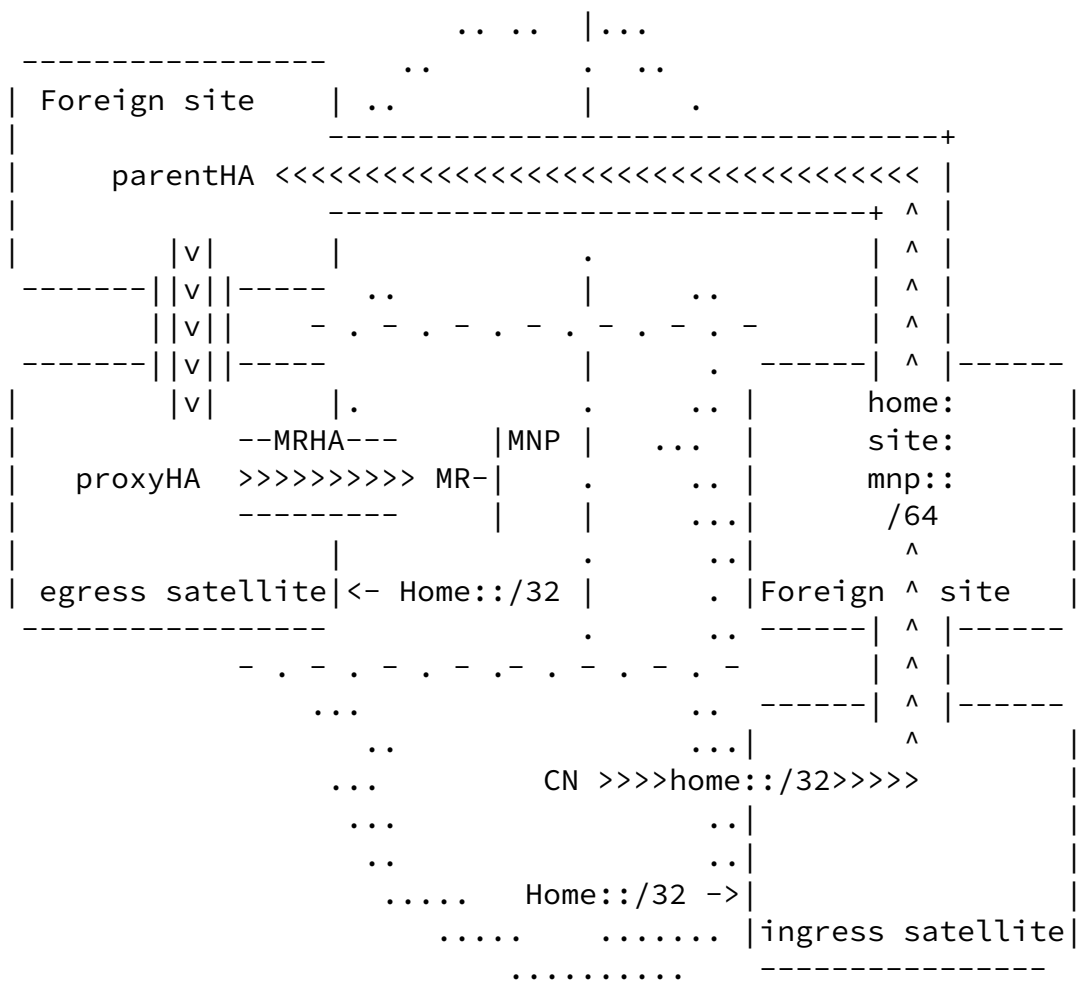 Foreign site
parentHA <<<<<<<<<<<<<<<<<<<<<<<<<<<<<<<<<<<<
home:
--MRHA--- |MNP site:
proxyHA >>>>>>>>>> MR-| mnp::
/64
egress satellite|<- Home::/32 Foreign ^ site
CN >>>>home::/32>>>>>
Home::/32 ->
ingress satellite